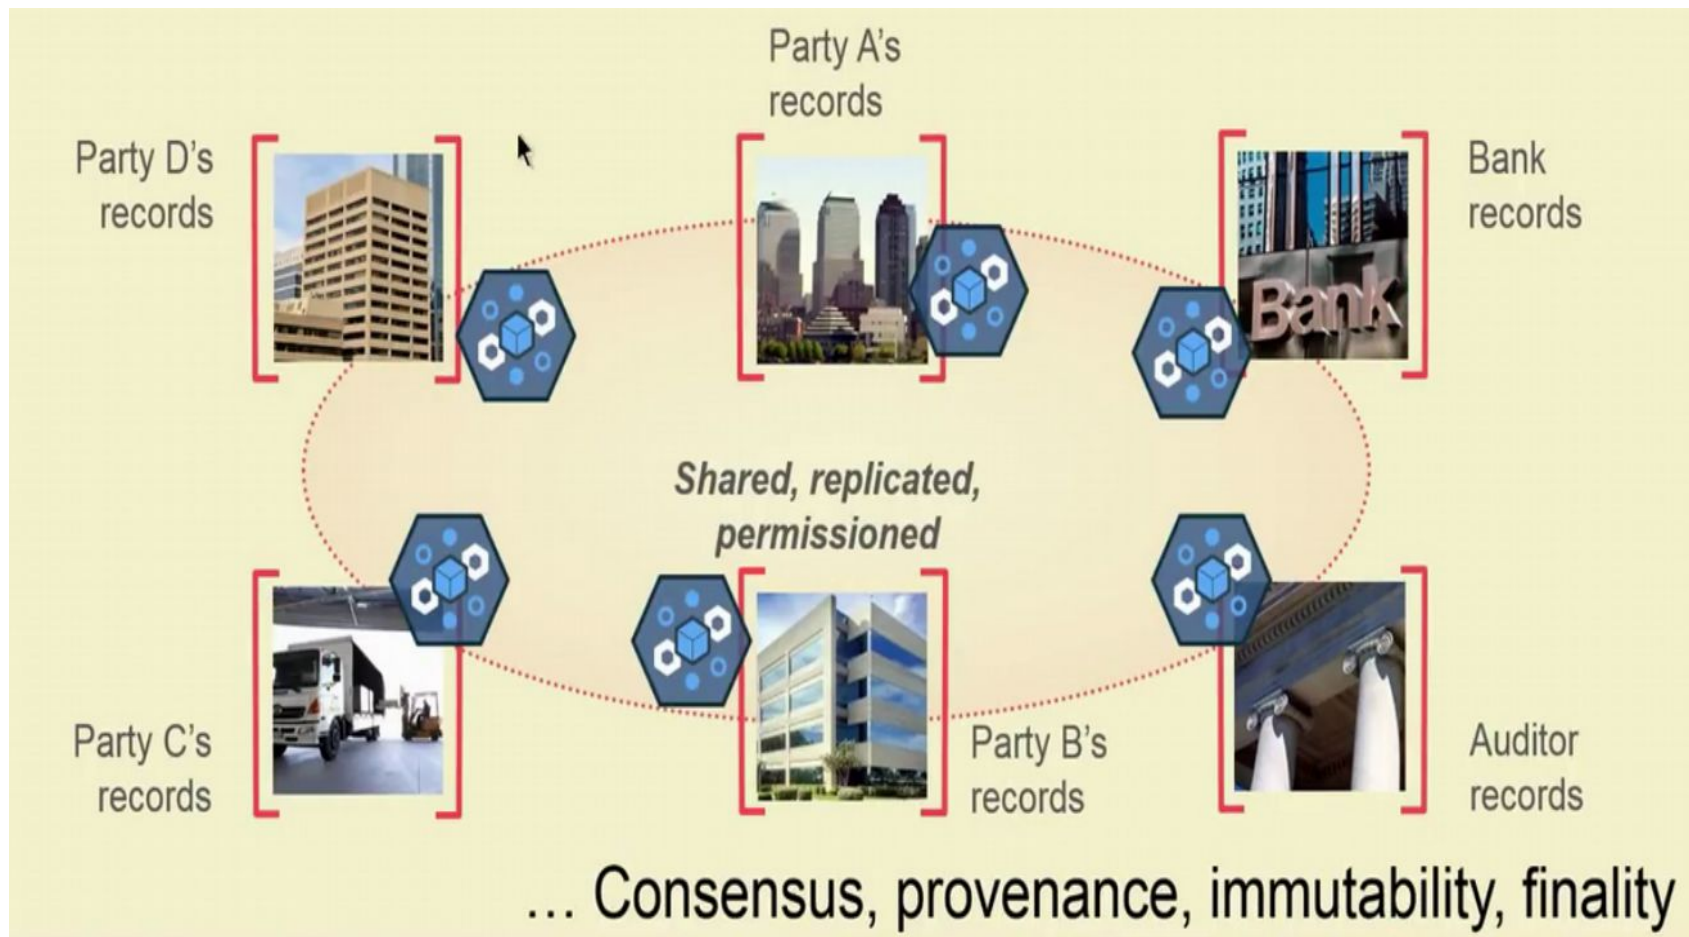 Party A's
records
Party D's
records
Bank
records
Bank
Shared, replicated,
permissioned
Party C's
records
Party B's
records
Auditor
records
... Consensus, provenance, immutability, finality